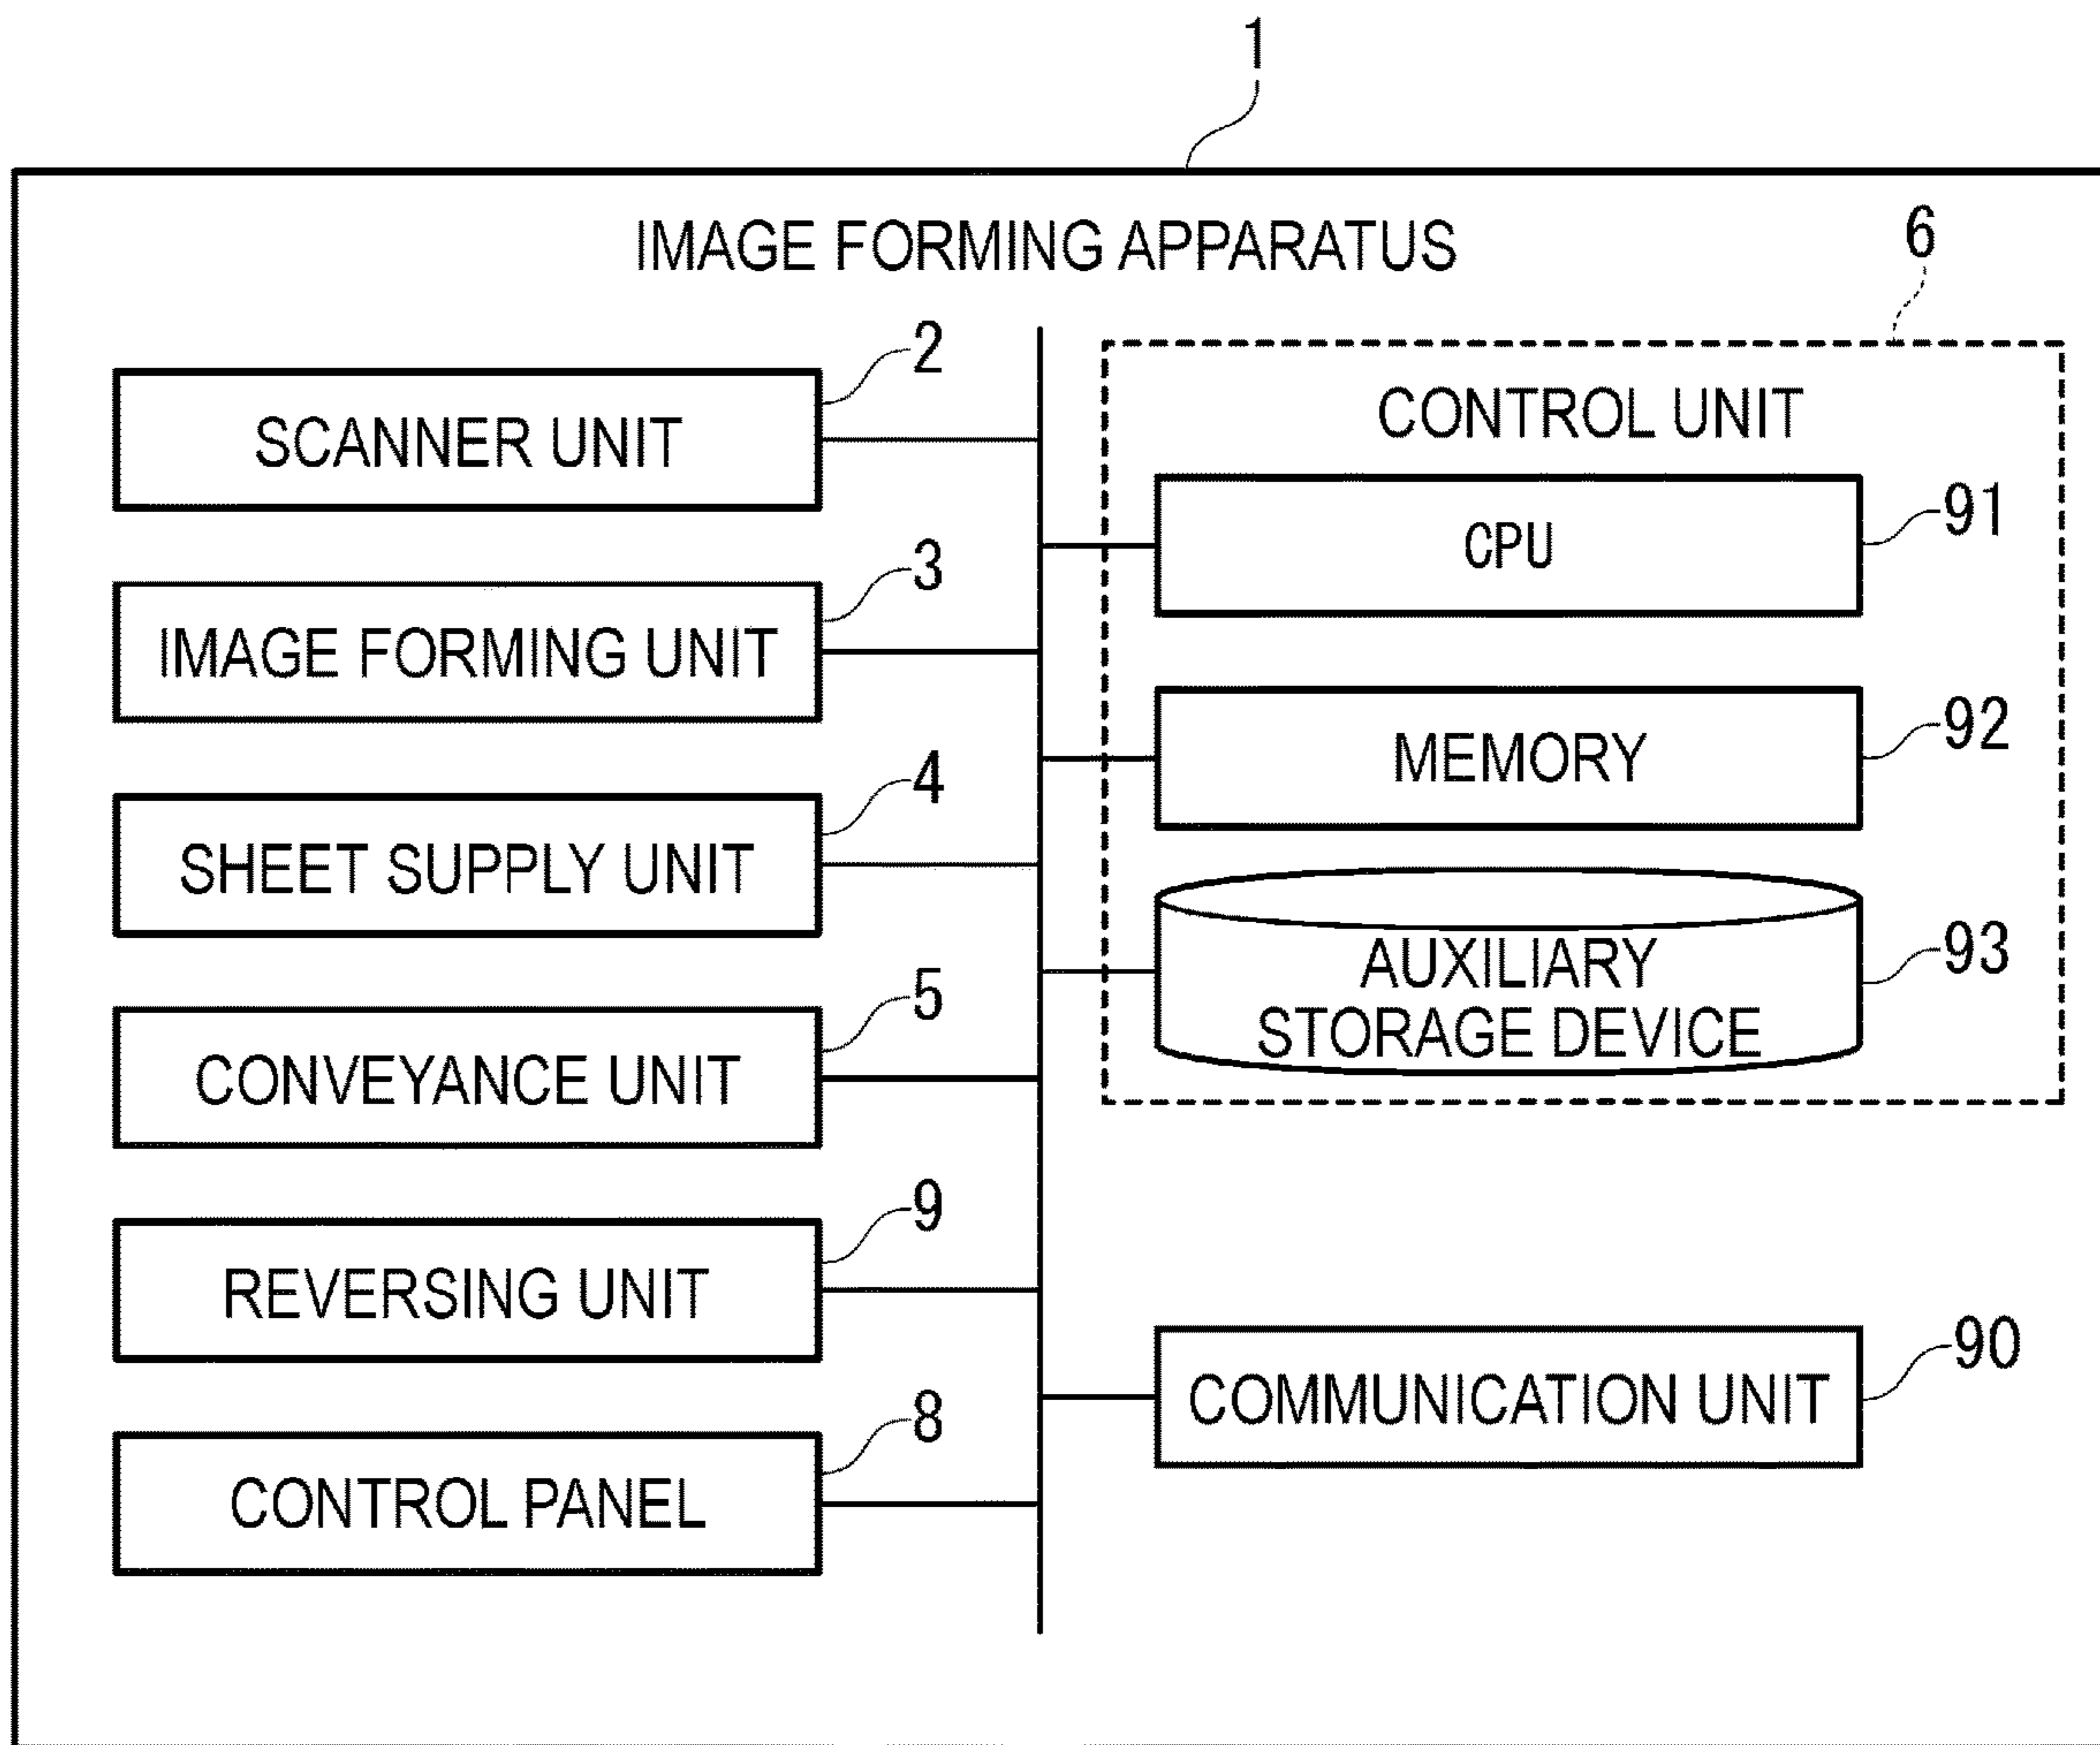 1
IMAGE FORMING APPARATUS
2
SCANNER UNIT
3
IMAGE FORMING UNIT
4
SHEET SUPPLY UNIT
5
CONVEYANCE UNIT
9
REVERSING UNIT
8
CONTROL PANEL
6
CONTROL UNIT
91
CPU
92
MEMORY
93
AUXILIARY
STORAGE DEVICE
90
COMMUNICATION UNIT